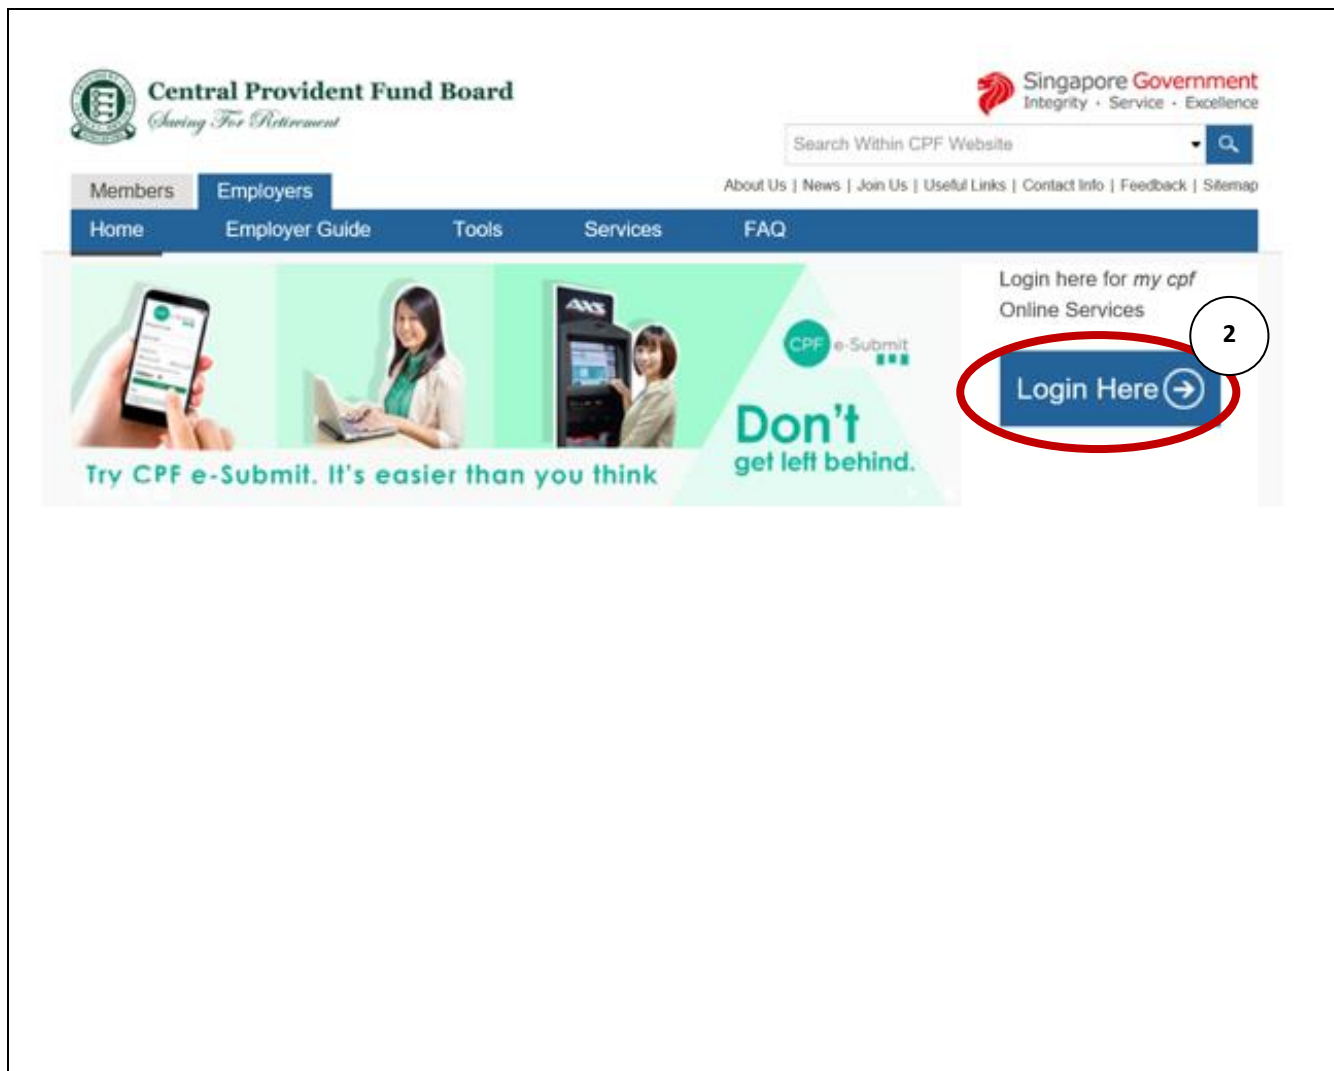 Central Provident Fund Board
Saving For Retirement
Singapore Government
Integrity · Service · Excellence
Search Within CPF Website
Members
Employers
About Us | News | Join Us | Useful Links | Contact Info | Feedback | Sitemap
Home
Employer Guide
Tools
Services
FAQ
Login here for my cpf
Online Services
2
Login Here
AXS
CPF e-Submit
Don't
get left behind.
Try CPF e-Submit. It's easier than you think